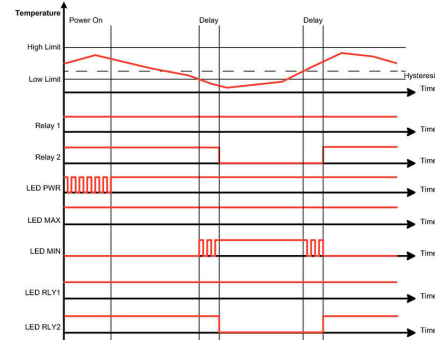 Temperature
Power On
Delay
Delay
High Limit
Low Limit
Hysteresi
Time
Relay 1
Time
Relay 2
Time
LED PWR
Time
LED MAX
Time
LED MIN
Time
LED RLY1
Time
LED RLY2
Time